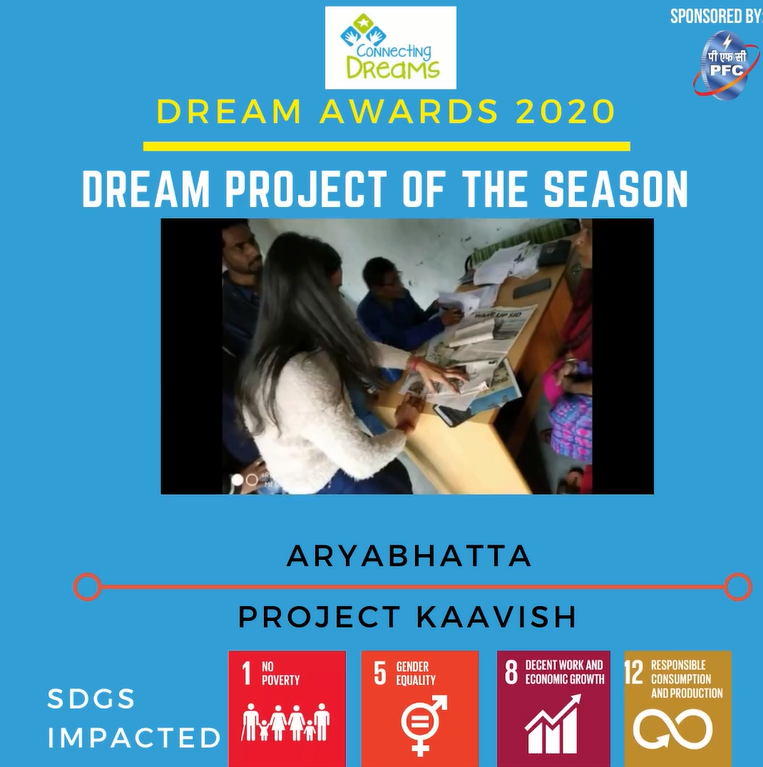 SPONSORED BY:
Connecting
Dreams
पी एफ सी
PFC
DREAM AWARDS 2020
DREAM PROJECT OF THE SEASON
ARYABHATTA
PROJECT KAAVISH
SDGS
IMPACTED
1 NO
POVERTY
5 GENDER
EQUALITY
8 DECENT WORK AND
ECONOMIC GROWTH
12 RESPONSIBLE
CONSUMPTION
AND PRODUCTION